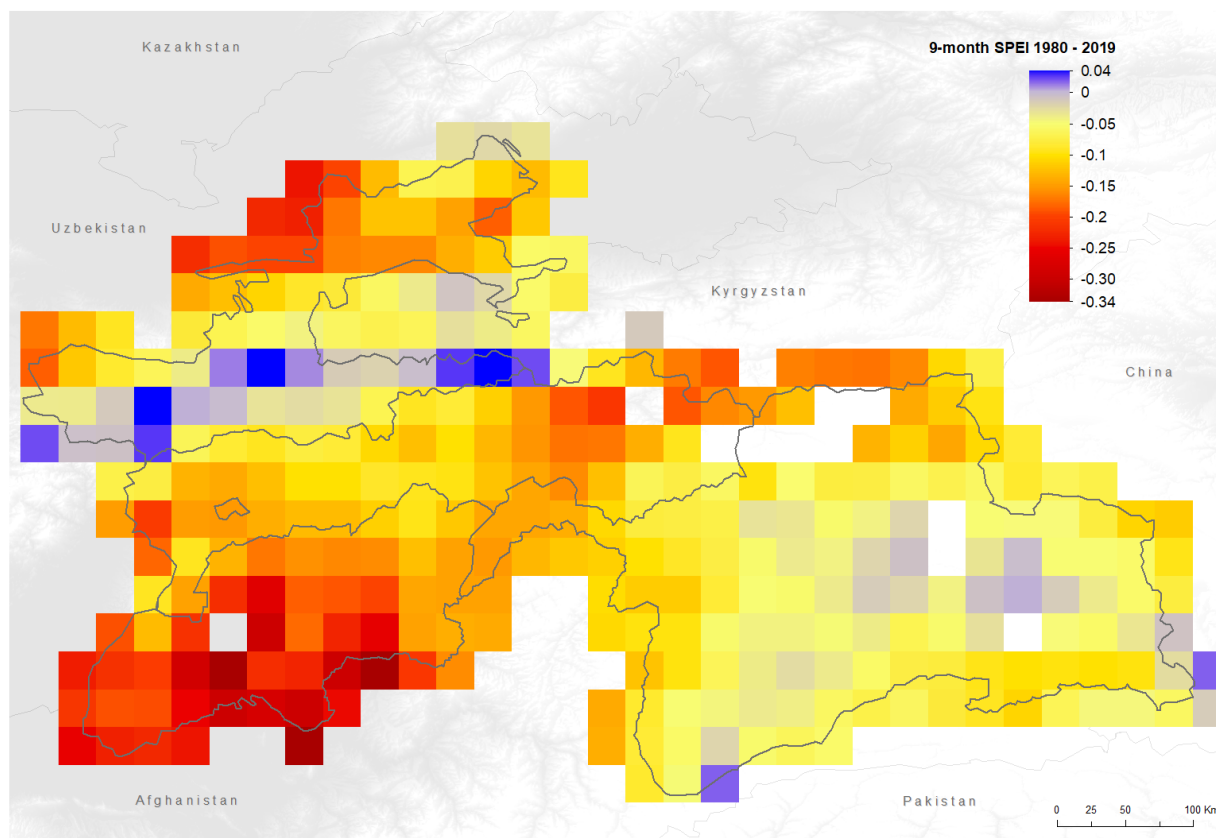 Kazakhstan
9-month SPEI 1980 - 2019
0.04
0
-0.05
-0.1
-0.15
-0.2
-0.25
-0.30
-0.34
Uzbekistan
Kyrgyzstan
China
Afghanistan
Pakistan
0 25 50 100 Km